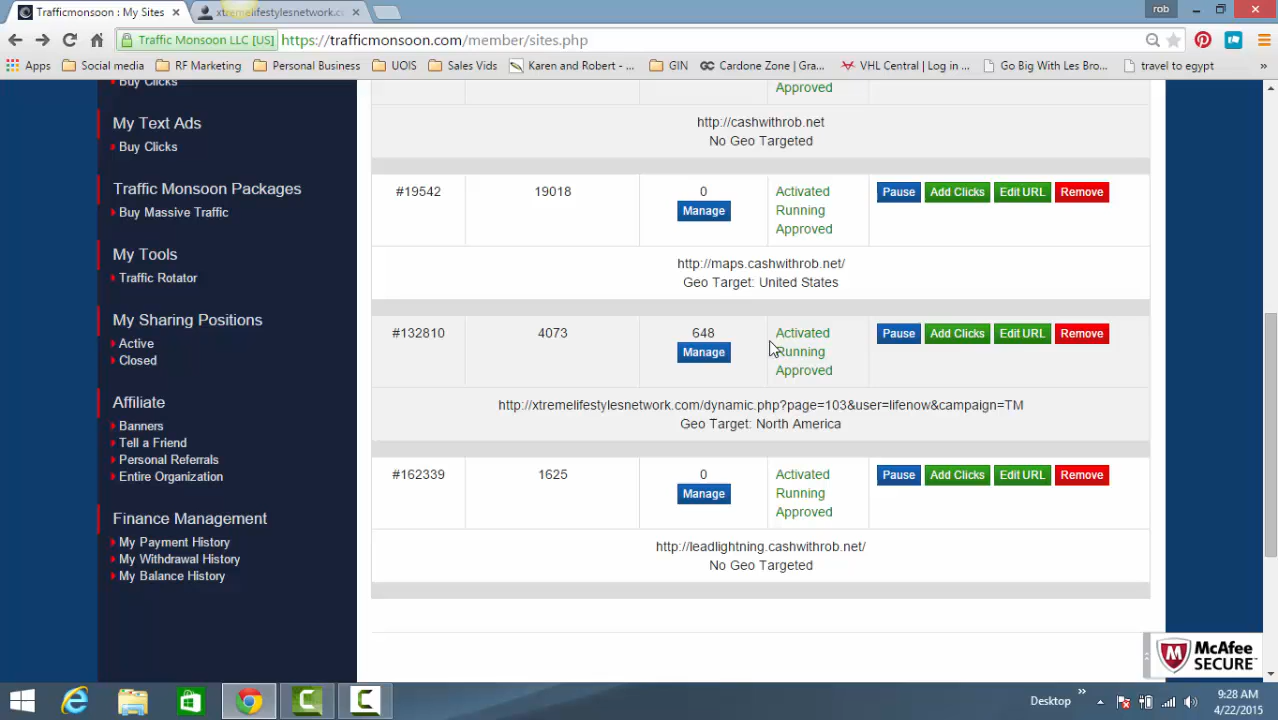 Trafficmonsoon : My Sites
xtremelifestylesnetwork.co
rob
Traffic Monsoon LLC [US]
https://trafficmonsoon.com/member/sites.php
Apps
Social media
RF Marketing
Personal Business
UOIS
Sales Vids
Karen and Robert - ...
GIN
Cardone Zone | Gra...
VHL Central | Log in ...
Go Big With Les Bro...
travel to egypt
»
Buy Clicks
My Text Ads
Buy Clicks
Traffic Monsoon Packages
Buy Massive Traffic
My Tools
Traffic Rotator
My Sharing Positions
Active
Closed
Affiliate
Banners
Tell a Friend
Personal Referrals
Entire Organization
Finance Management
My Payment History
My Withdrawal History
My Balance History
Approved
http://cashwithrob.net
No Geo Targeted
#19542 19018 0 Activated Pause Add Clicks Edit URL Remove
Manage Running
Approved
http://maps.cashwithrob.net/
Geo Target: United States
#132810 4073 648 Activated Pause Add Clicks Edit URL Remove
Manage Running
Approved
http://xtremelifestylesnetwork.com/dynamic.php?page=103&user=lifenow&campaign=TM
Geo Target: North America
#162339 1625 0 Activated Pause Add Clicks Edit URL Remove
Manage Running
Approved
http://leadlightning.cashwithrob.net/
No Geo Targeted
McAfee
SECURE
Desktop »
9:28 AM
4/22/2015